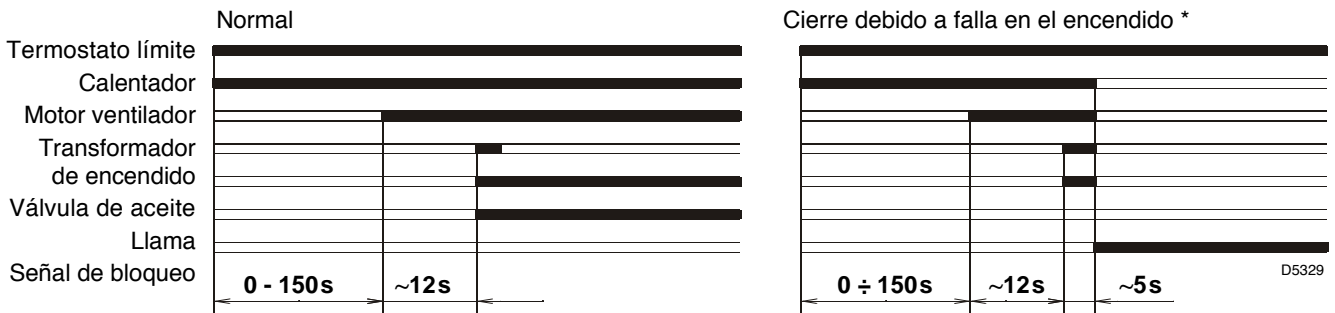 Normal
Cierre debido a falla en el encendido *
Termostato límite
Calentador
Motor ventilador
Transformador
de encendido
Válvula de aceite
Llama
Señal de bloqueo
0 - 150s
~12s
0 ÷ 150s
~12s
~5s
D5329